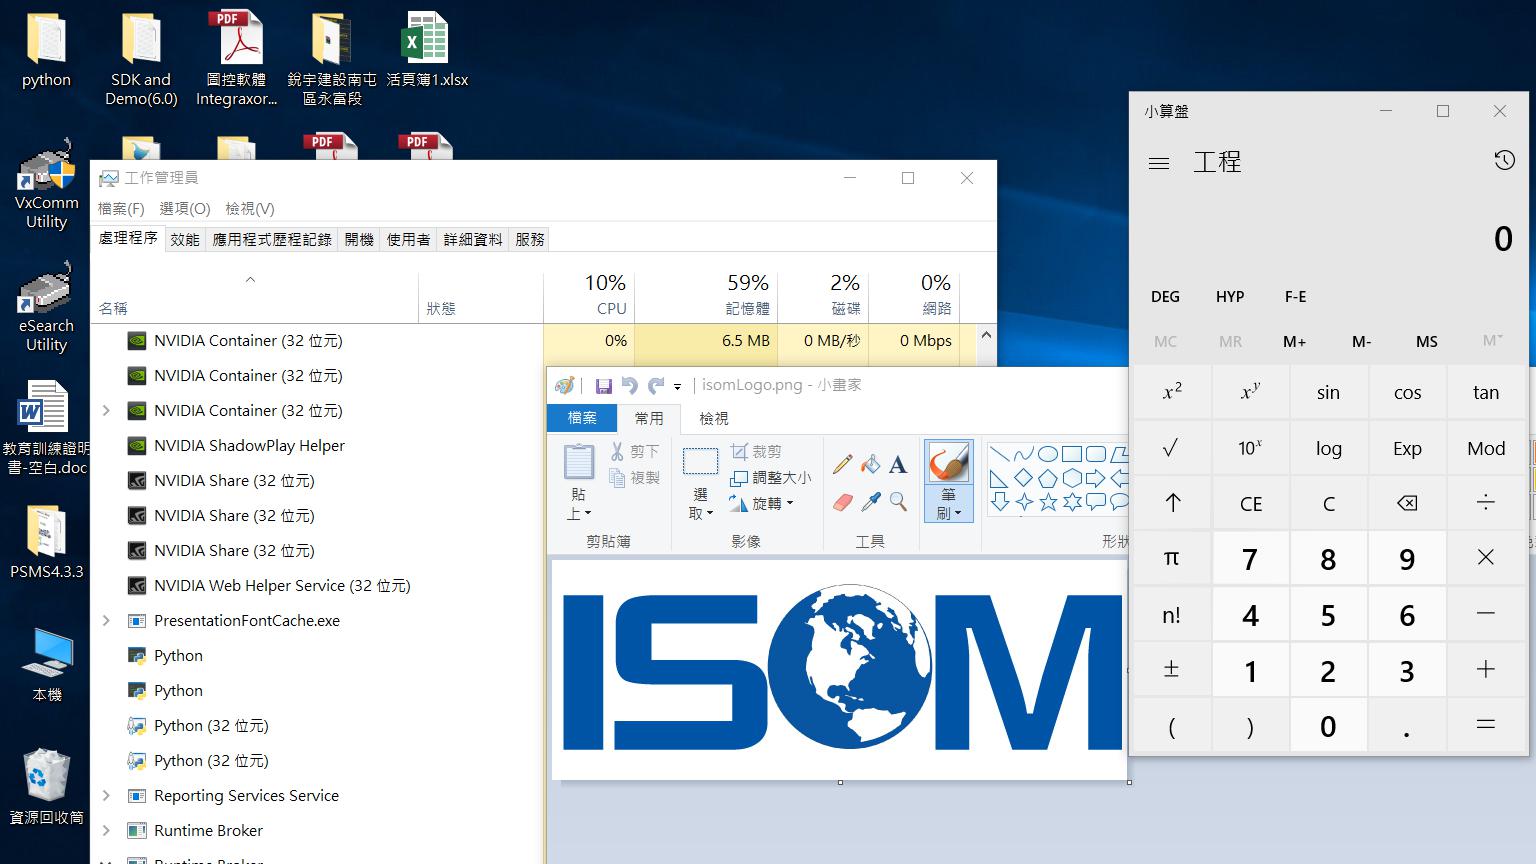 python
SDK and
Demo(6.0)
圖控軟體
Integraxor...
銳宇建設南屯
區永富段
活頁簿1.xlsx
PDF
PDF
PDF
VxComm
Utility
eSearch
Utility
教育訓練證明
書-空白.doc
PSMS4.3.3
本機
資源回收筒
工作管理員
檔案(F) 選項(O) 檢視(V)
處理程序 效能 應用程式歷程記錄 開機 使用者 詳細資料 服務
10% 59% 2% 0%
名稱 狀態 CPU 記憶體 磁碟 網路
NVIDIA Container (32 位元) 0% 6.5 MB 0 MB/秒 0 Mbps
NVIDIA Container (32 位元)
NVIDIA Container (32 位元)
NVIDIA ShadowPlay Helper
NVIDIA Share (32 位元)
NVIDIA Share (32 位元)
NVIDIA Share (32 位元)
NVIDIA Web Helper Service (32 位元)
PresentationFontCache.exe
Python
Python
Python (32 位元)
Python (32 位元)
Reporting Services Service
Runtime Broker
Runtime Broker
isomLogo.png - 小畫家
檔案 常用 檢視
貼
上
剪下
複製
剪貼簿
選
取
裁剪
調整大小
旋轉
影像
A
工具
筆
刷
形狀
ISOM
小算盤
工程
0
DEG HYP F-E
MC MR M+ M- MS M˅
x² xʸ sin cos tan
√ 10ˣ log Exp Mod
↑ CE C ⌫ ÷
π 7 8 9 ×
n! 4 5 6 −
± 1 2 3 +
( ) 0 . =